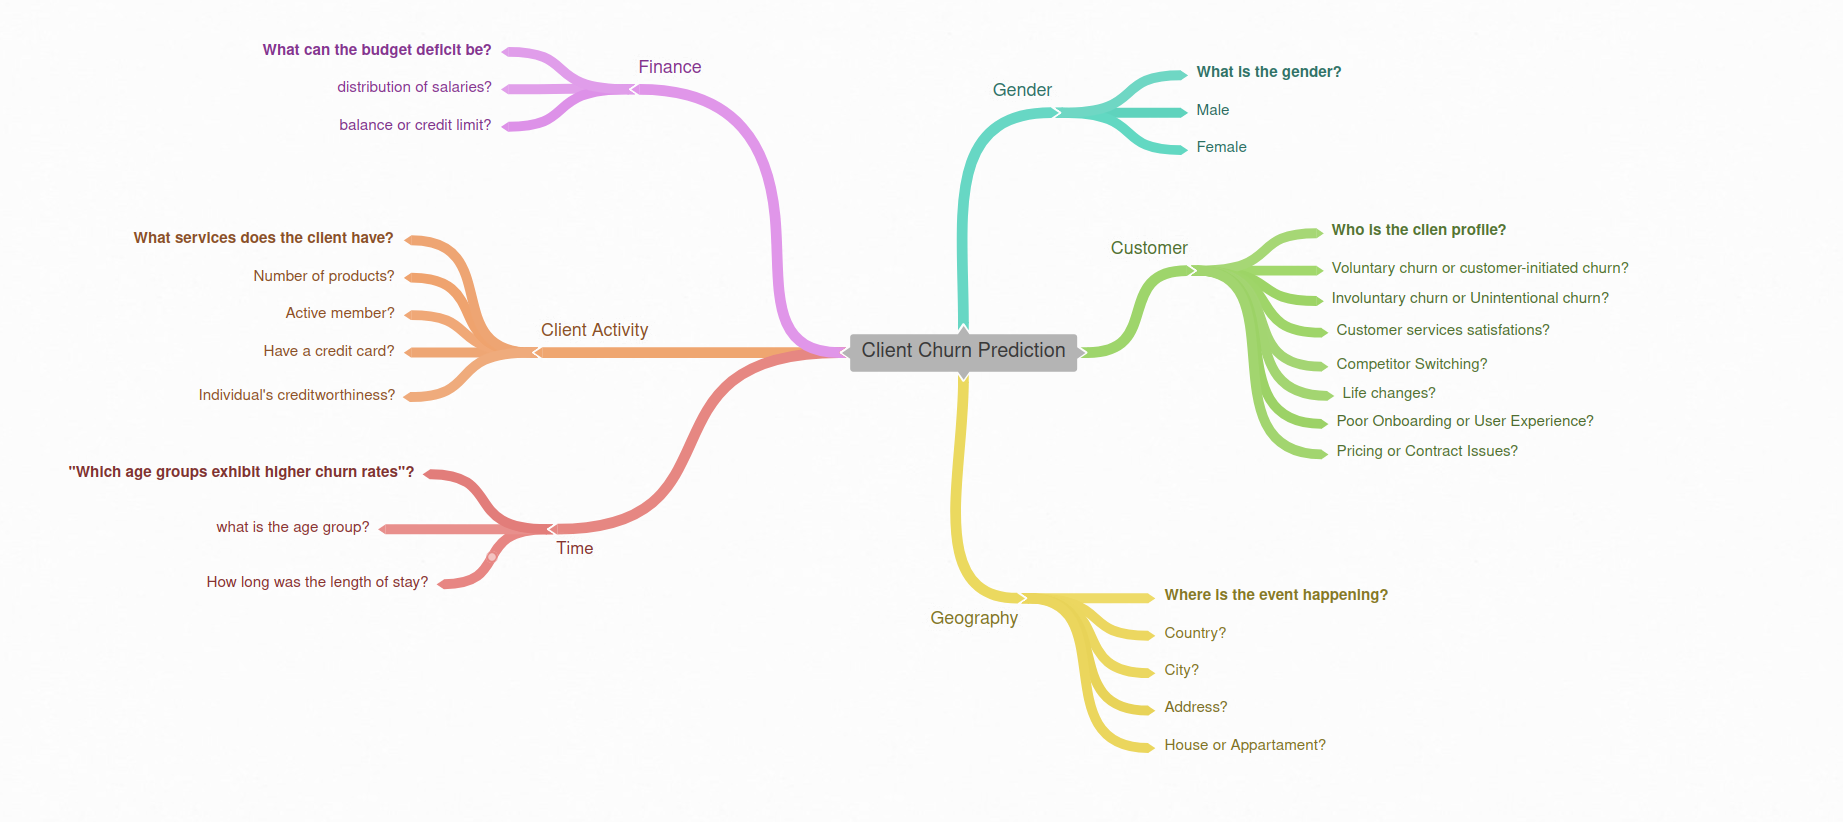 Client Churn Prediction
Finance
What can the budget deficit be?
distribution of salaries?
balance or credit limit?
Client Activity
What services does the client have?
Number of products?
Active member?
Have a credit card?
Individual's creditworthiness?
Time
"Which age groups exhibit higher churn rates"?
what is the age group?
How long was the length of stay?
Gender
What is the gender?
Male
Female
Customer
Who is the clien profile?
Voluntary churn or customer-initiated churn?
Involuntary churn or Unintentional churn?
Customer services satisfations?
Competitor Switching?
Life changes?
Poor Onboarding or User Experience?
Pricing or Contract Issues?
Geography
Where is the event happening?
Country?
City?
Address?
House or Appartament?